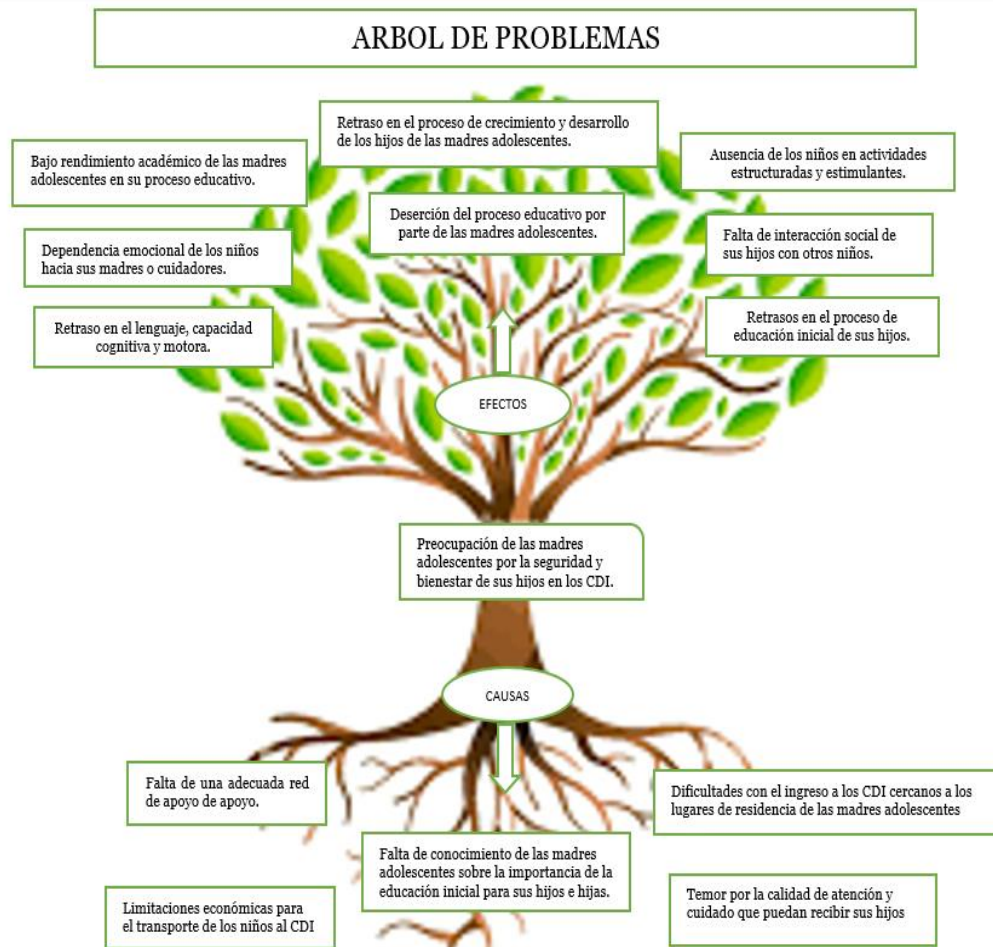 ARBOL DE PROBLEMAS
Retraso en el proceso de crecimiento y desarrollo
de los hijos de las madres adolescentes.
Bajo rendimiento académico de las madres
adolescentes en su proceso educativo.
Ausencia de los niños en actividades
estructuradas y estimulantes.
Deserción del proceso educativo por
parte de las madres adolescentes.
Dependencia emocional de los niños
hacia sus madres o cuidadores.
Falta de interacción social de
sus hijos con otros niños.
Retraso en el lenguaje, capacidad
cognitiva y motora.
Retrasos en el proceso de
educación inicial de sus hijos.
EFECTOS
Preocupación de las madres
adolescentes por la seguridad y
bienestar de sus hijos en los CDI.
CAUSAS
Falta de una adecuada red
de apoyo de apoyo.
Dificultades con el ingreso a los CDI cercanos a los
lugares de residencia de las madres adolescentes
Falta de conocimiento de las madres
adolescentes sobre la importancia de la
educación inicial para sus hijos e hijas.
Limitaciones económicas para
el transporte de los niños al CDI
Temor por la calidad de atención y
cuidado que puedan recibir sus hijos